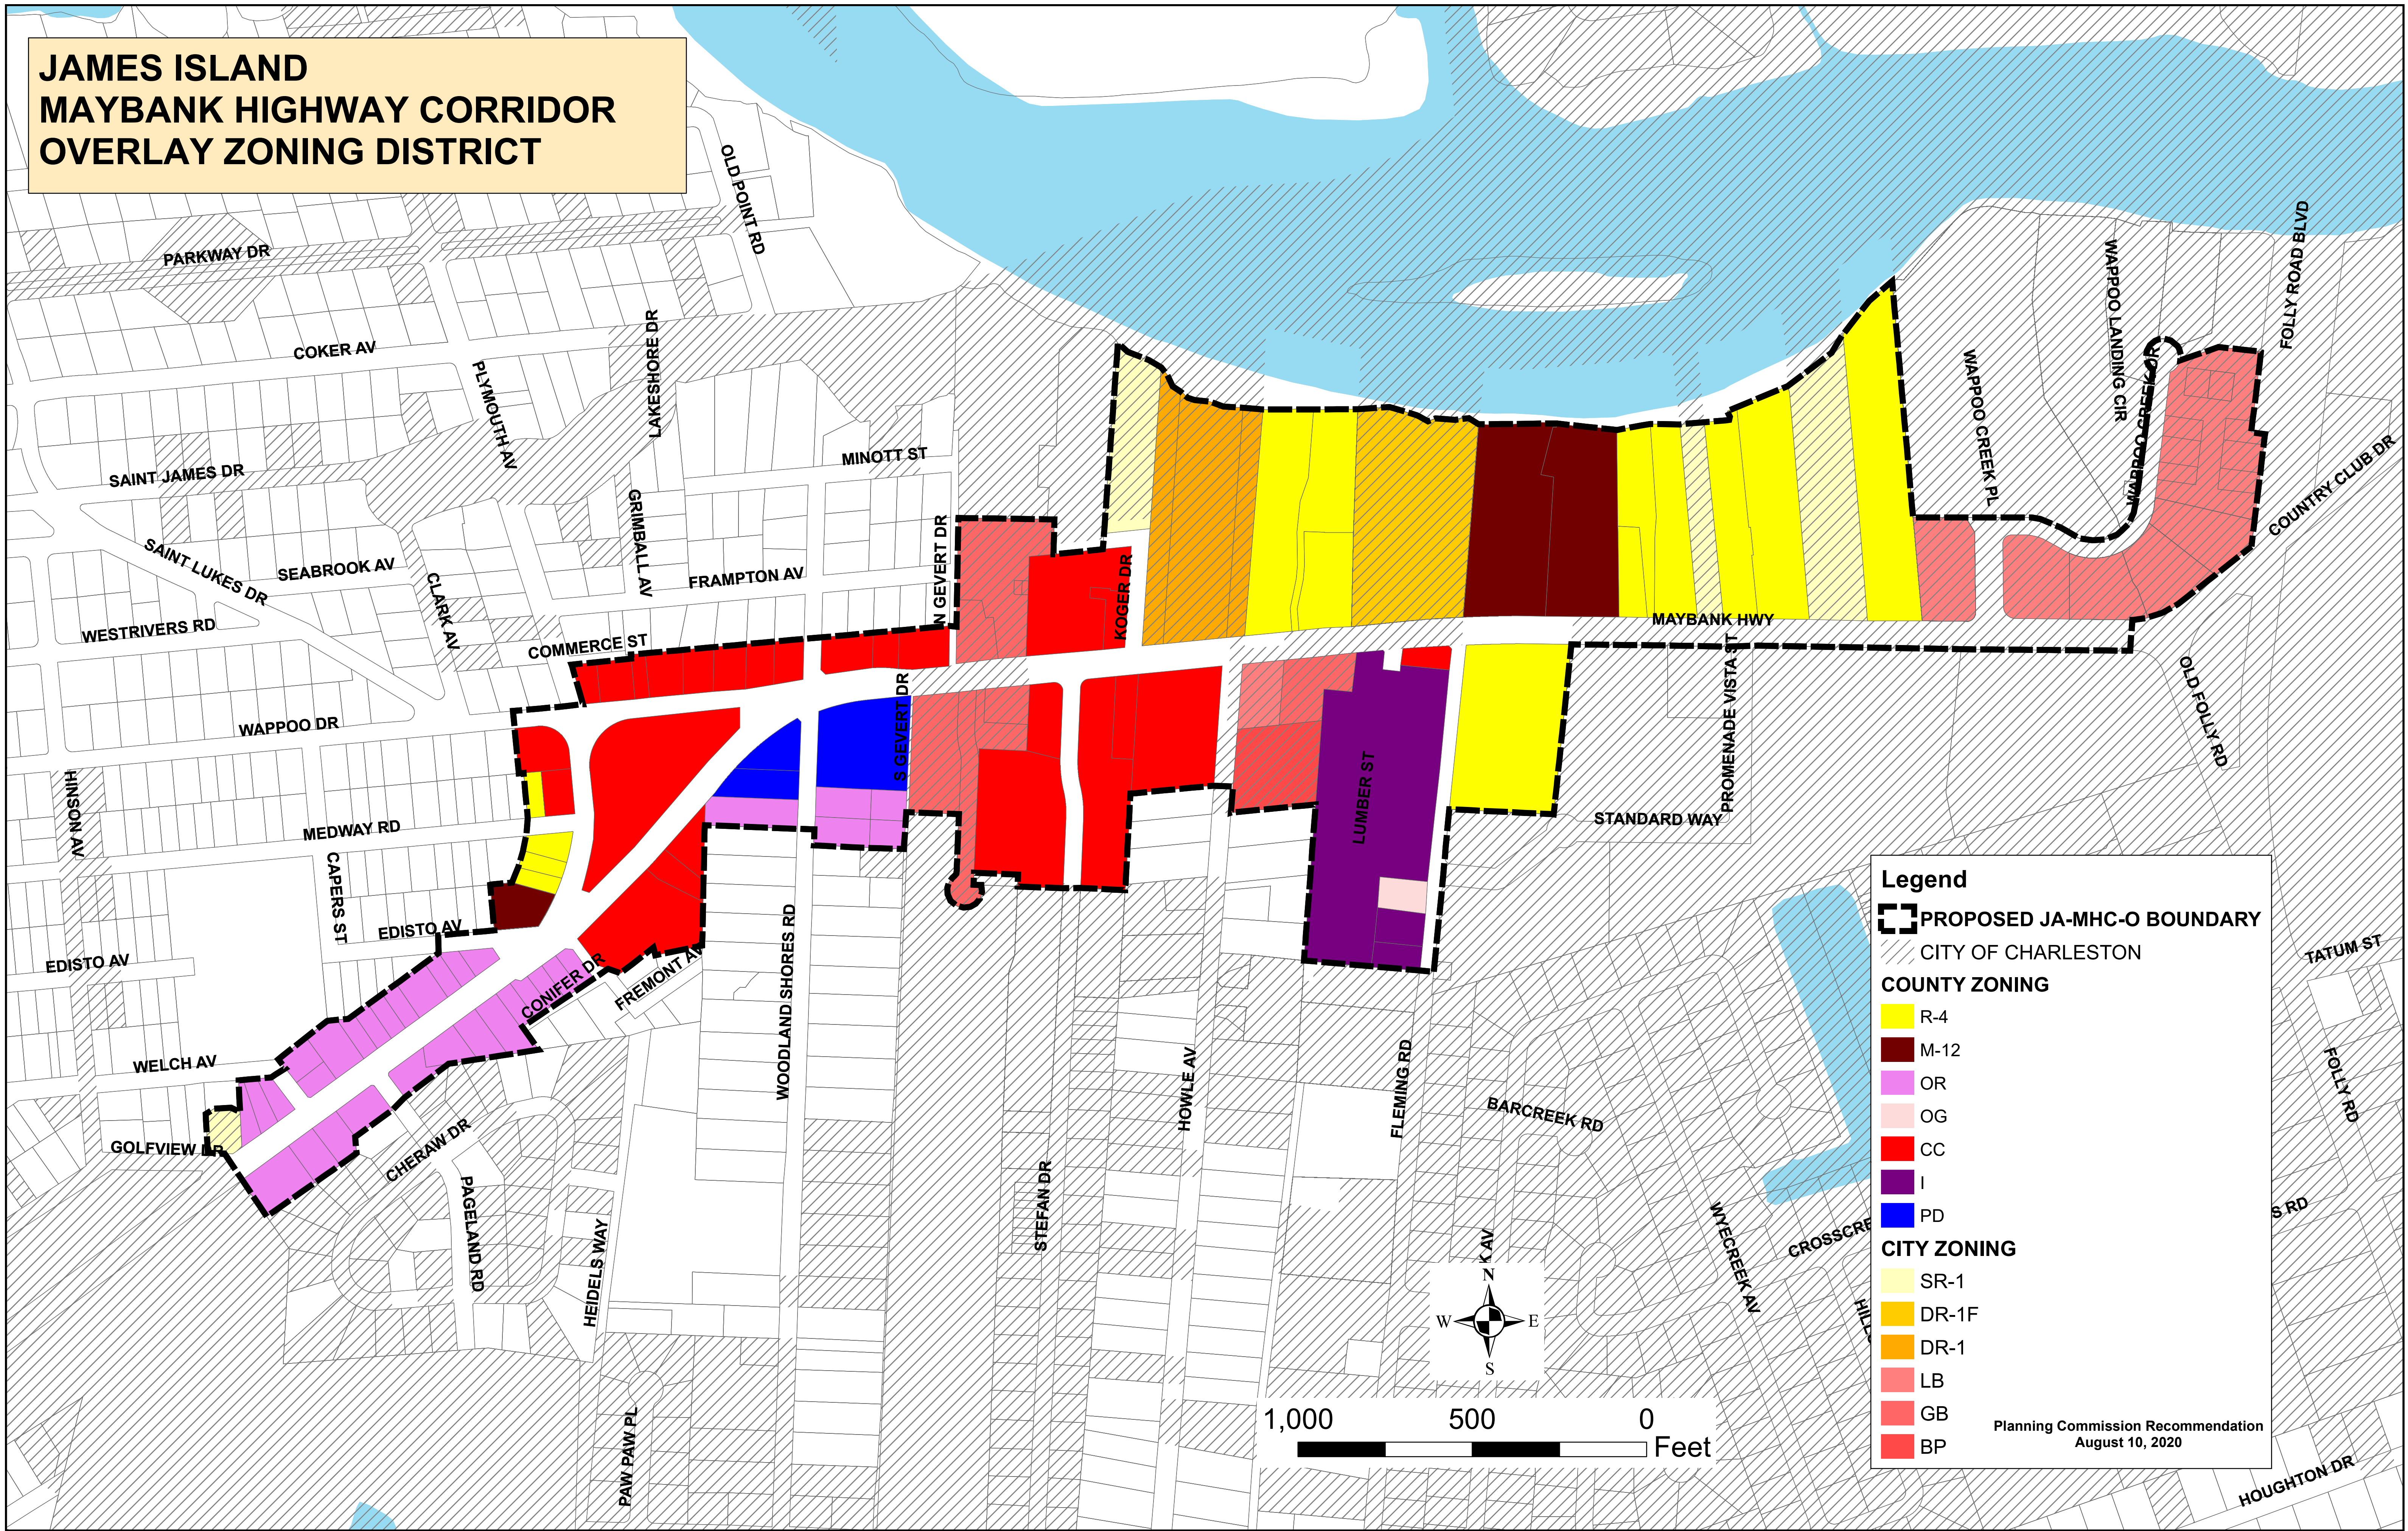 JAMES ISLAND
MAYBANK HIGHWAY CORRIDOR
OVERLAY ZONING DISTRICT
OLD POINT RD
PARKWAY DR
FOLLY ROAD BLVD
WAPPOO LANDING CIR
COKER AV
LAKESHORE DR
PLYMOUTH AV
WAPPOO CREEK PL
WAPPOO CREEK DR
COUNTRY CLUB DR
MINOTT ST
SAINT JAMES DR
GRIMBALL AV
N GEVERT DR
SAINT LUKES DR
SEABROOK AV
CLARK AV
FRAMPTON AV
KOGER DR
WESTRIVERS RD
COMMERCE ST
MAYBANK HWY
PROMENADE VISTA ST
OLD FOLLY RD
S GEVERT DR
WAPPOO DR
HINSON AV
MEDWAY RD
LUMBER ST
STANDARD WAY
CAPERS ST
EDISTO AV
EDISTO AV
CONIFER DR
FREMONT AV
WOODLAND SHORES RD
WELCH AV
GOLFVIEW DR
CHERAW DR
PAGELAND RD
HEIDELS WAY
PAW PAW PL
STEFAN DR
HOWLE AV
FLEMING RD
BARCREEK RD
WYECREEK AV
CROSSCRE
S RD
K AV
TATUM ST
FOLLY RD
HOUGHTON DR
N
W E
S
1,000 500 0
Feet
Legend
PROPOSED JA-MHC-O BOUNDARY
CITY OF CHARLESTON
COUNTY ZONING
R-4
M-12
OR
OG
CC
I
PD
CITY ZONING
SR-1
DR-1F
DR-1
LB
GB
BP
Planning Commission Recommendation
August 10, 2020